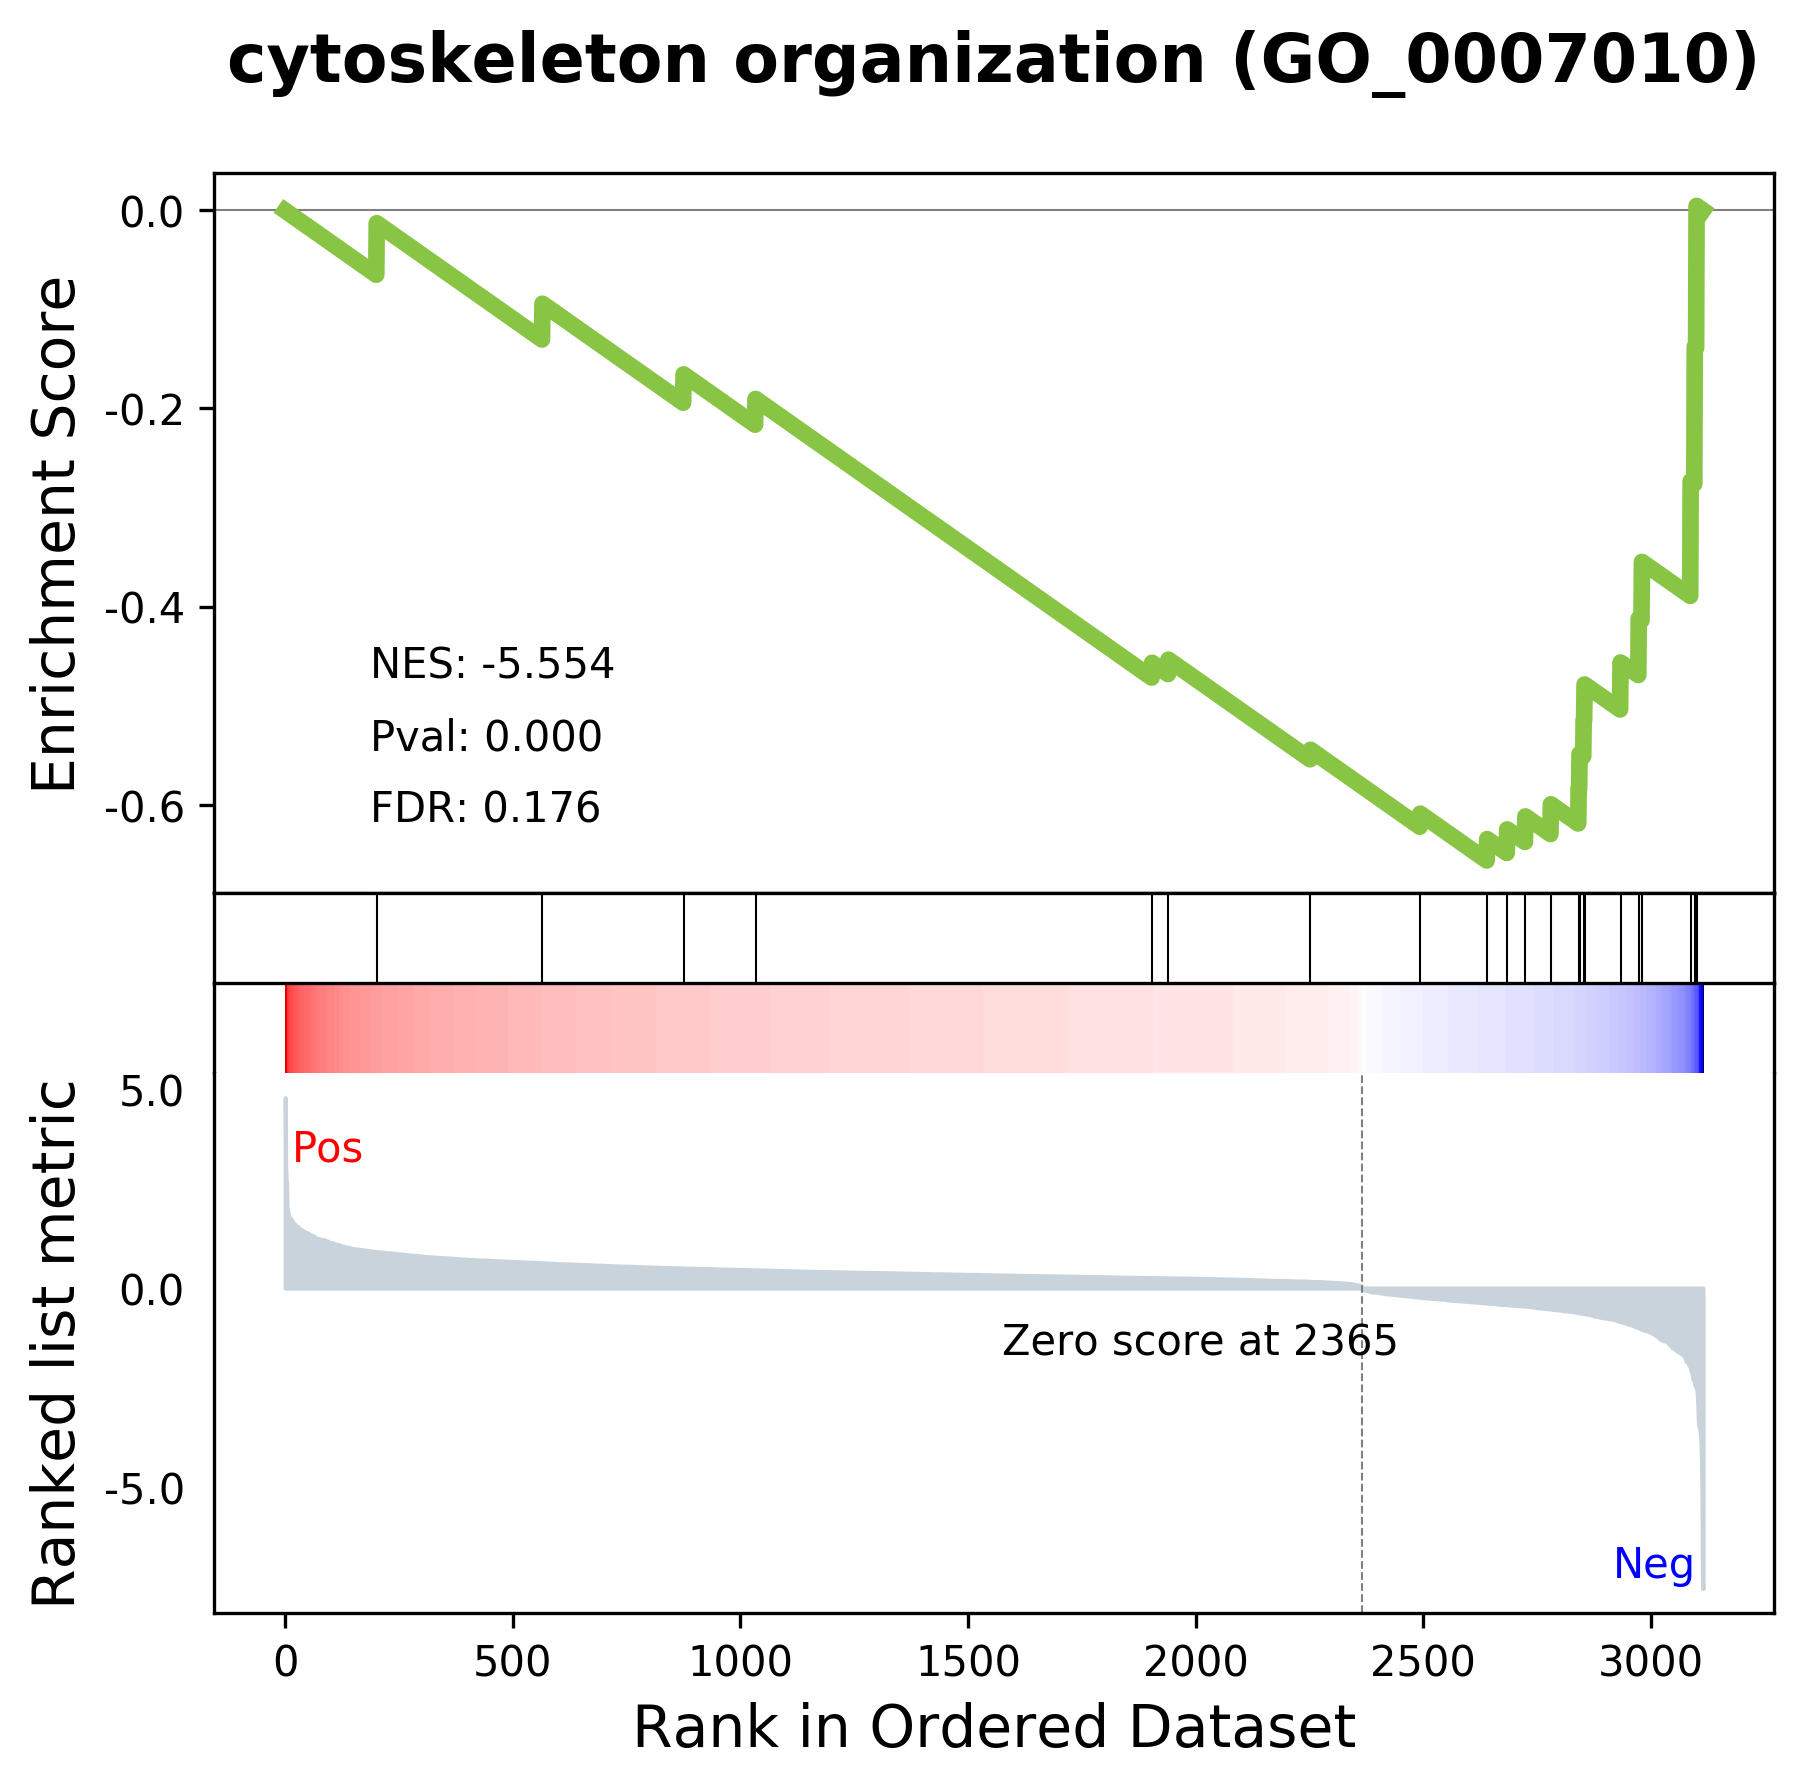 cytoskeleton organization (GO_0007010)
Enrichment Score
0.0
-0.2
-0.4
-0.6
NES: -5.554
Pval: 0.000
FDR: 0.176
Ranked list metric
5.0
0.0
-5.0
Pos
Zero score at 2365
Neg
0 500 1000 1500 2000 2500 3000
Rank in Ordered Dataset